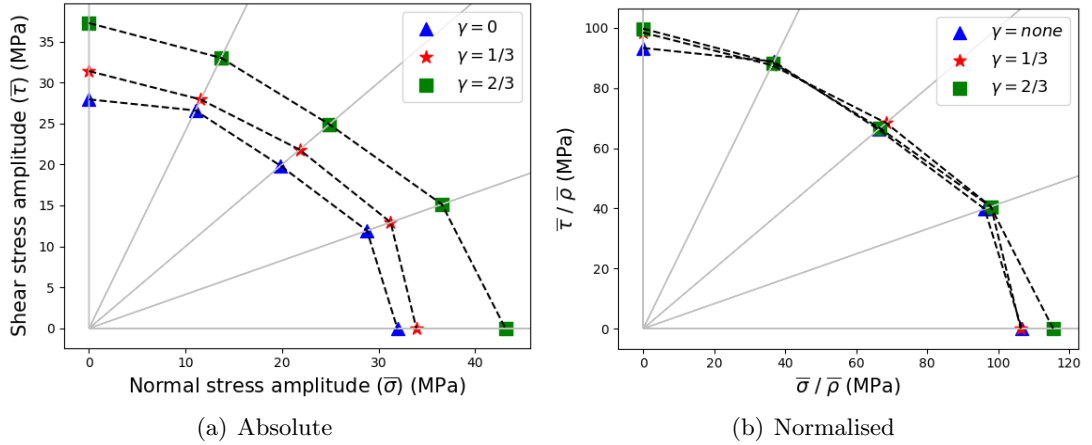 Shear stress amplitude (τ̅) (MPa)
35
30
25
20
15
10
5
0
0
10
20
30
40
Normal stress amplitude (σ̅) (MPa)
γ = 0
γ = 1/3
γ = 2/3
(a) Absolute
τ̅ / ρ̅ (MPa)
100
80
60
40
20
0
0
20
40
60
80
100
120
σ̅ / ρ̅ (MPa)
γ = none
γ = 1/3
γ = 2/3
(b) Normalised